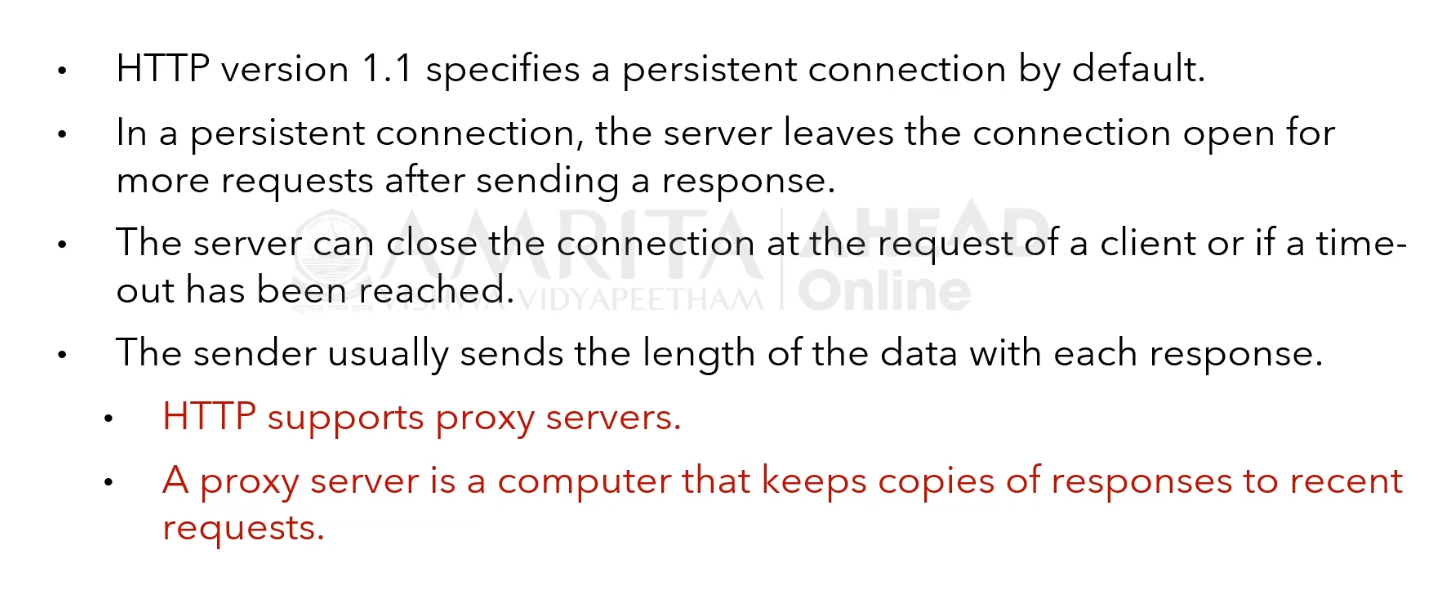 • HTTP version 1.1 specifies a persistent connection by default.
• In a persistent connection, the server leaves the connection open for
more requests after sending a response.
• The server can close the connection at the request of a client or if a time-
out has been reached.
• The sender usually sends the length of the data with each response.
• HTTP supports proxy servers.
• A proxy server is a computer that keeps copies of responses to recent
requests.
AMRITA
VISHWA VIDYAPEETHAM
AHEAD
Online